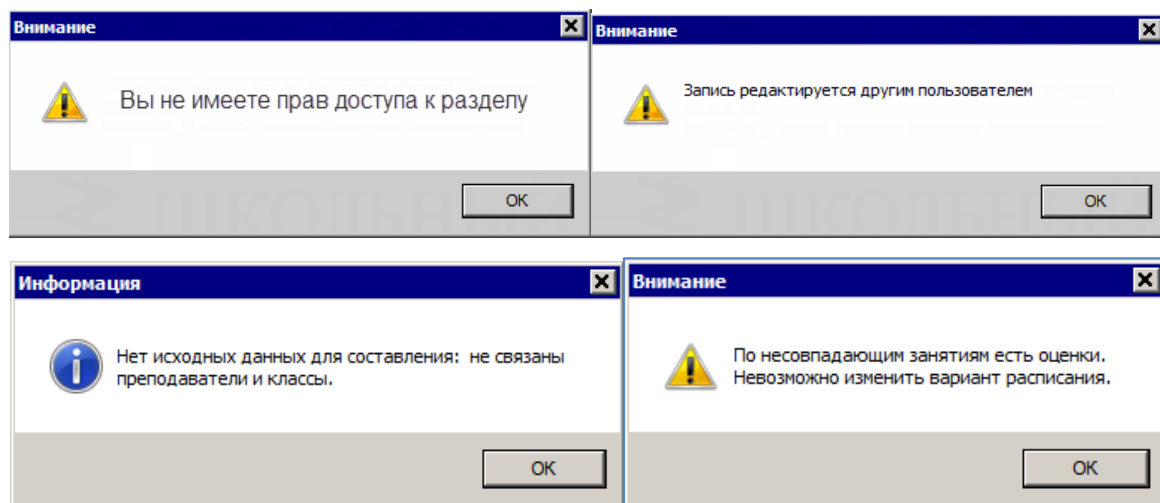 Внимание
Вы не имеете прав доступа к разделу
OK
Внимание
Запись редактируется другим пользователем
OK
Информация
Нет исходных данных для составления:  не связаны
преподаватели и классы.
OK
Внимание
По несовпадающим занятиям есть оценки.
Невозможно изменить вариант расписания.
OK